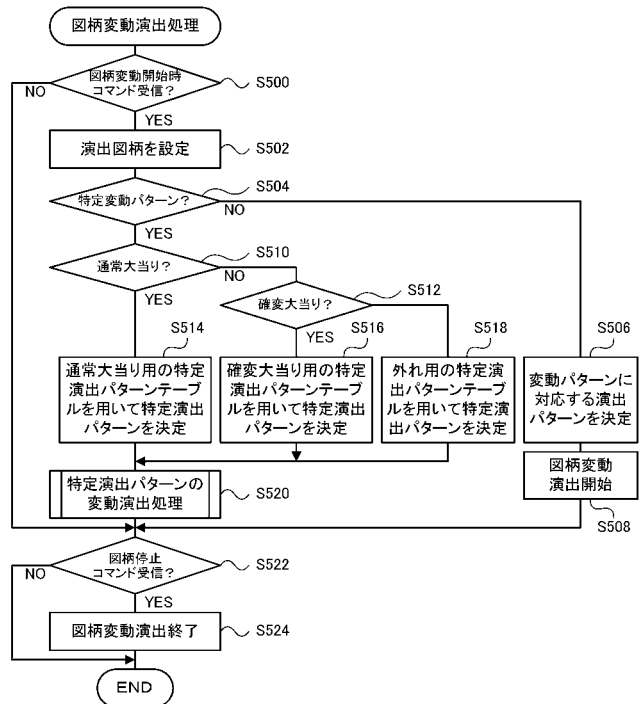 図柄変動演出処理
図柄変動開始時
コマンド受信？
S500
NO
YES
演出図柄を設定
S502
特定変動パターン？
S504
NO
YES
通常大当り？
S510
NO
YES
確変大当り？
S512
YES
S514
通常大当り用の特定
演出パターンテーブ
ルを用いて特定演出
パターンを決定
S516
確変大当り用の特定
演出パターンテーブ
ルを用いて特定演出
パターンを決定
S518
外れ用の特定演
出パターンテーブル
を用いて特定演
出パターンを決定
S506
変動パターンに
対応する演出
パターンを決定
図柄変動
演出開始
S508
特定演出パターンの
変動演出処理
S520
図柄停止
コマンド受信？
S522
NO
YES
図柄変動演出終了
S524
END